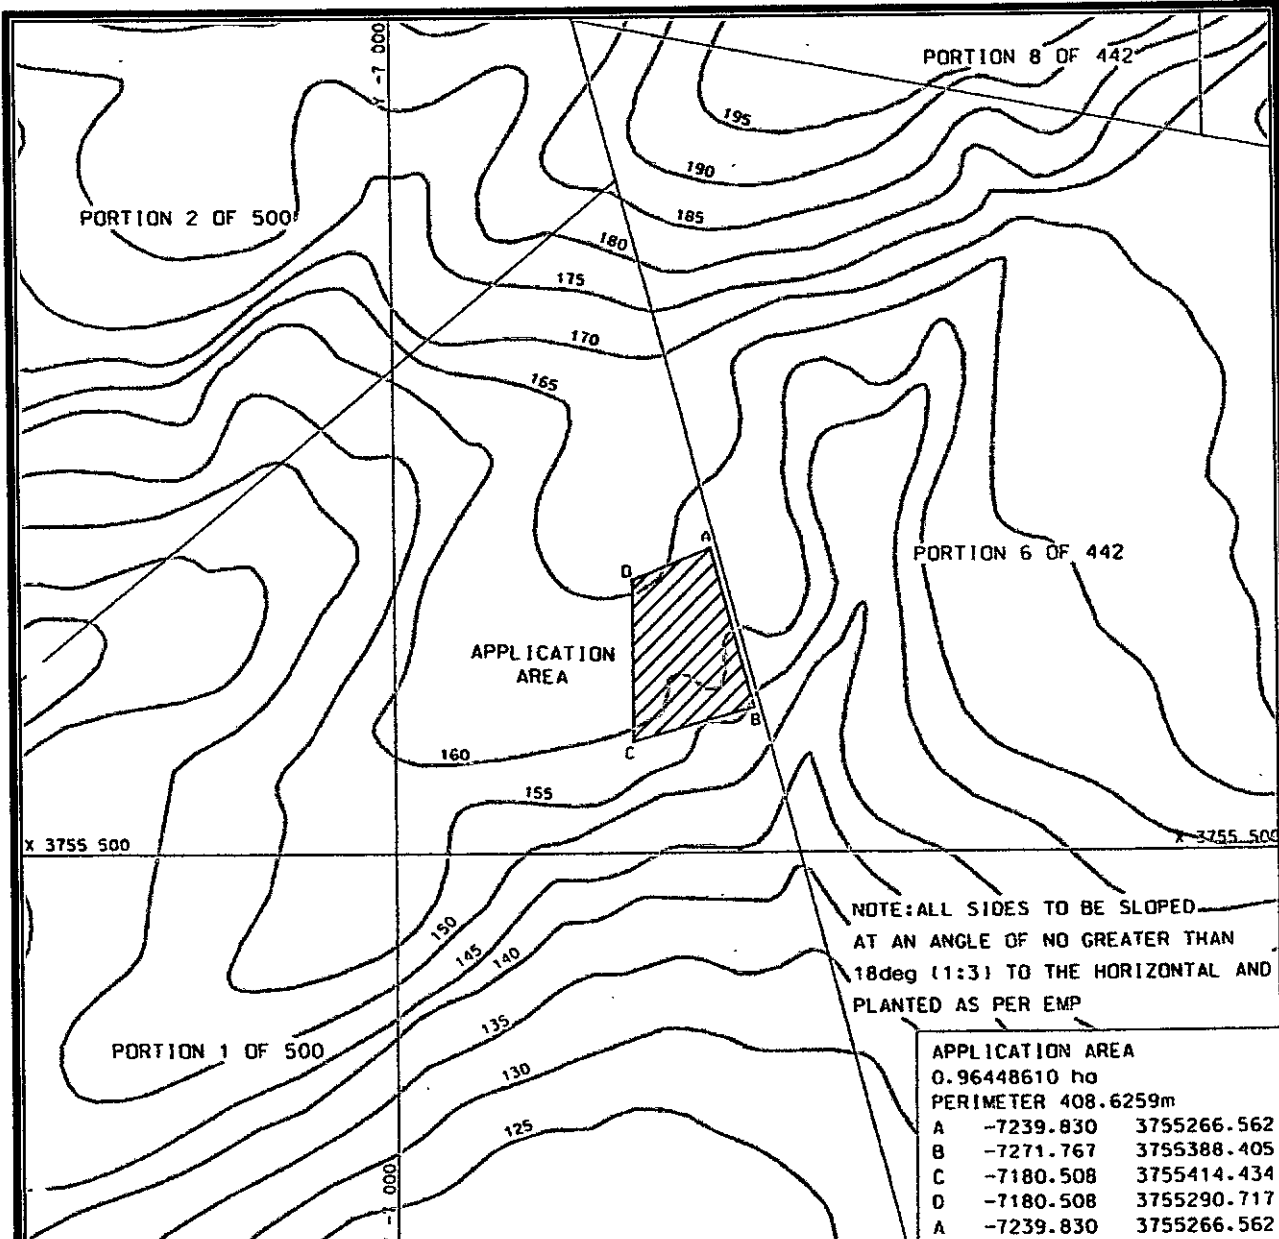 Y -7 000
PORTION 8 OF 442
195
190
PORTION 2 OF 500
185
180
175
170
165
A
PORTION 6 OF 442
D
APPLICATION
AREA
B
C
160
155
X 3755 500
X 3755 500
NOTE:ALL SIDES TO BE SLOPED
AT AN ANGLE OF NO GREATER THAN
18deg (1:3) TO THE HORIZONTAL AND
PLANTED AS PER EMP
150
145
140
135
PORTION 1 OF 500
130
125
000
APPLICATION AREA
0.96448610 ha
PERIMETER 408.6259m
A -7239.830 3755266.562
B -7271.767 3755388.405
C -7180.508 3755414.434
D -7180.508 3755290.717
A -7239.830 3755266.562